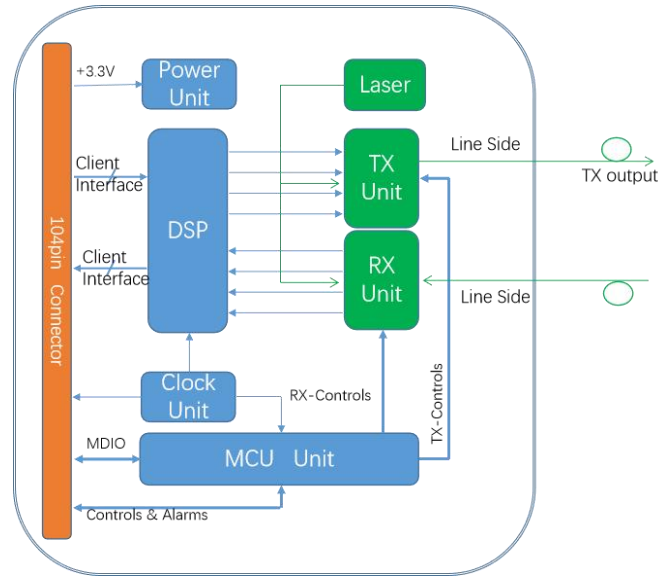 +3.3V
Power
Unit
Laser
Client
Interface
DSP
TX
Unit
Line Side
TX output
Client
Interface
RX
Unit
Line Side
104pin Connector
Clock
Unit
RX-Controls
TX-Controls
MDIO
MCU Unit
Controls & Alarms